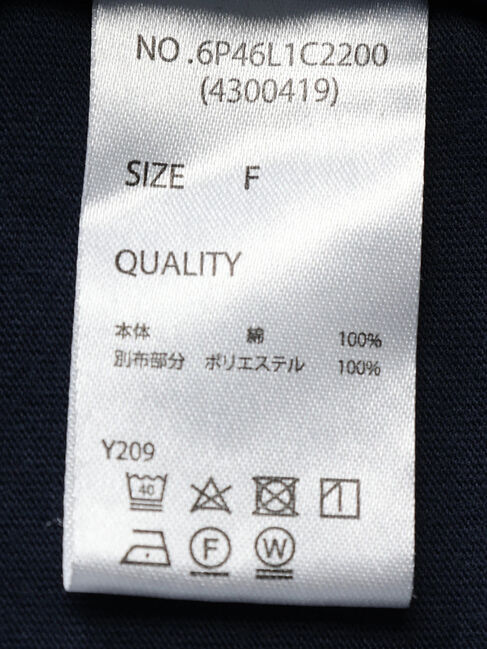 NO.6P46L1C2200
(4300419)
SIZE F
QUALITY
本体 綿 100%
別布部分 ポリエステル 100%
Y209
40
F W